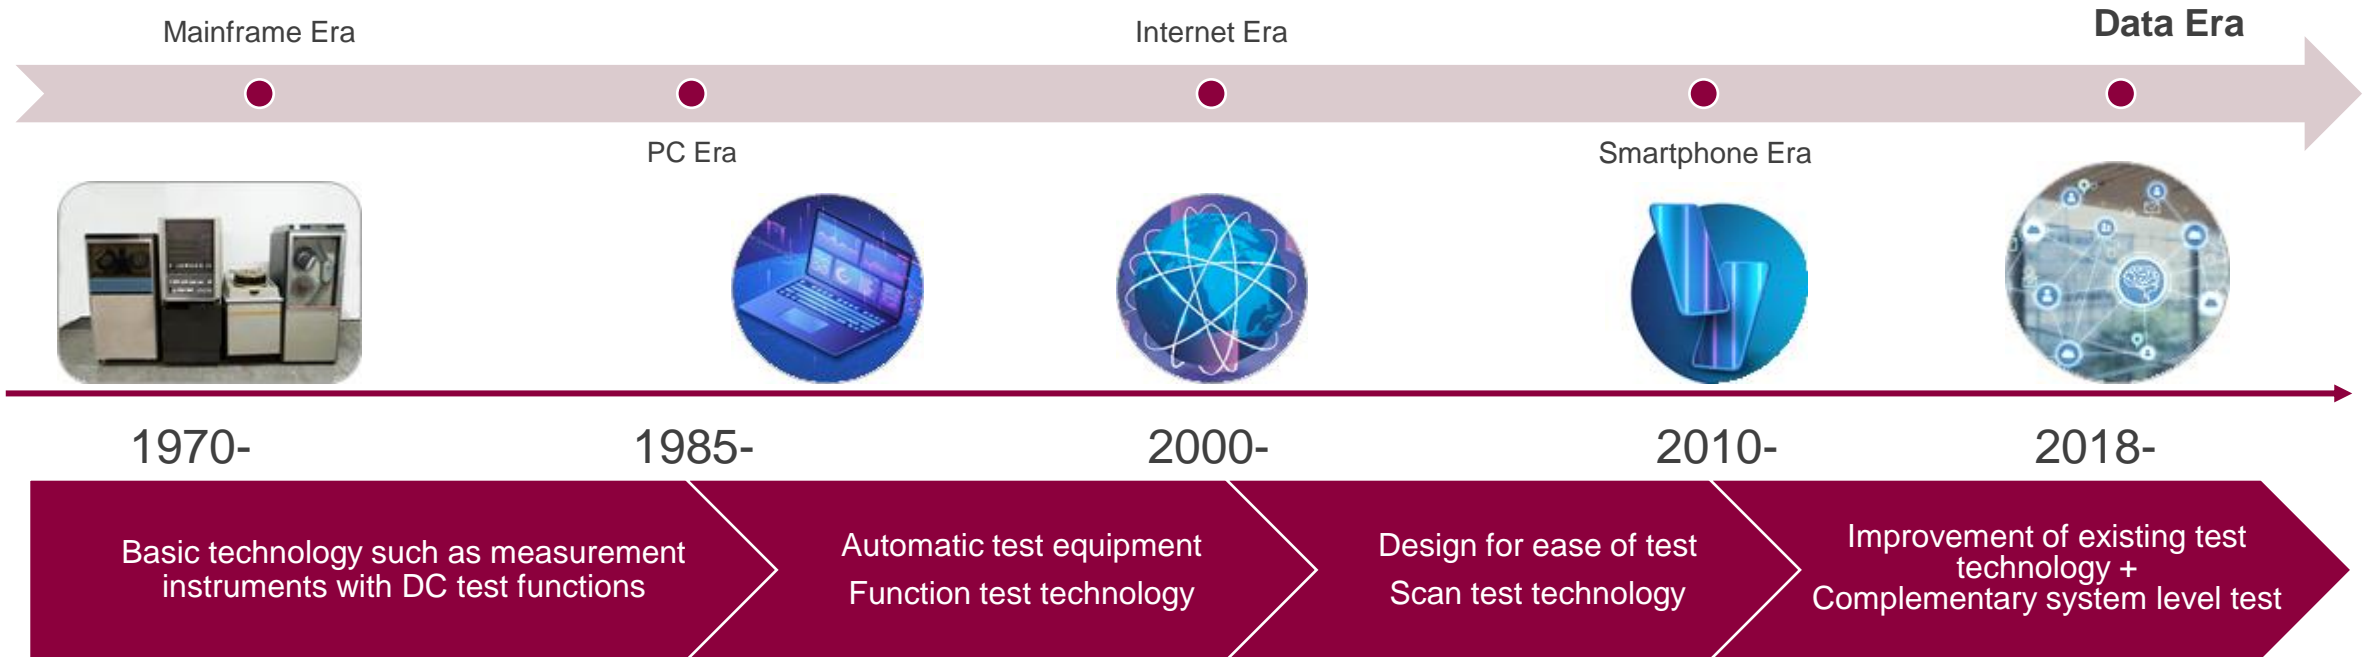 Mainframe Era
Internet Era
Data Era
PC Era
Smartphone Era
1970-
1985-
2000-
2010-
2018-
Basic technology such as measurement
instruments with DC test functions
Automatic test equipment
Function test technology
Design for ease of test
Scan test technology
Improvement of existing test
technology +
Complementary system level test